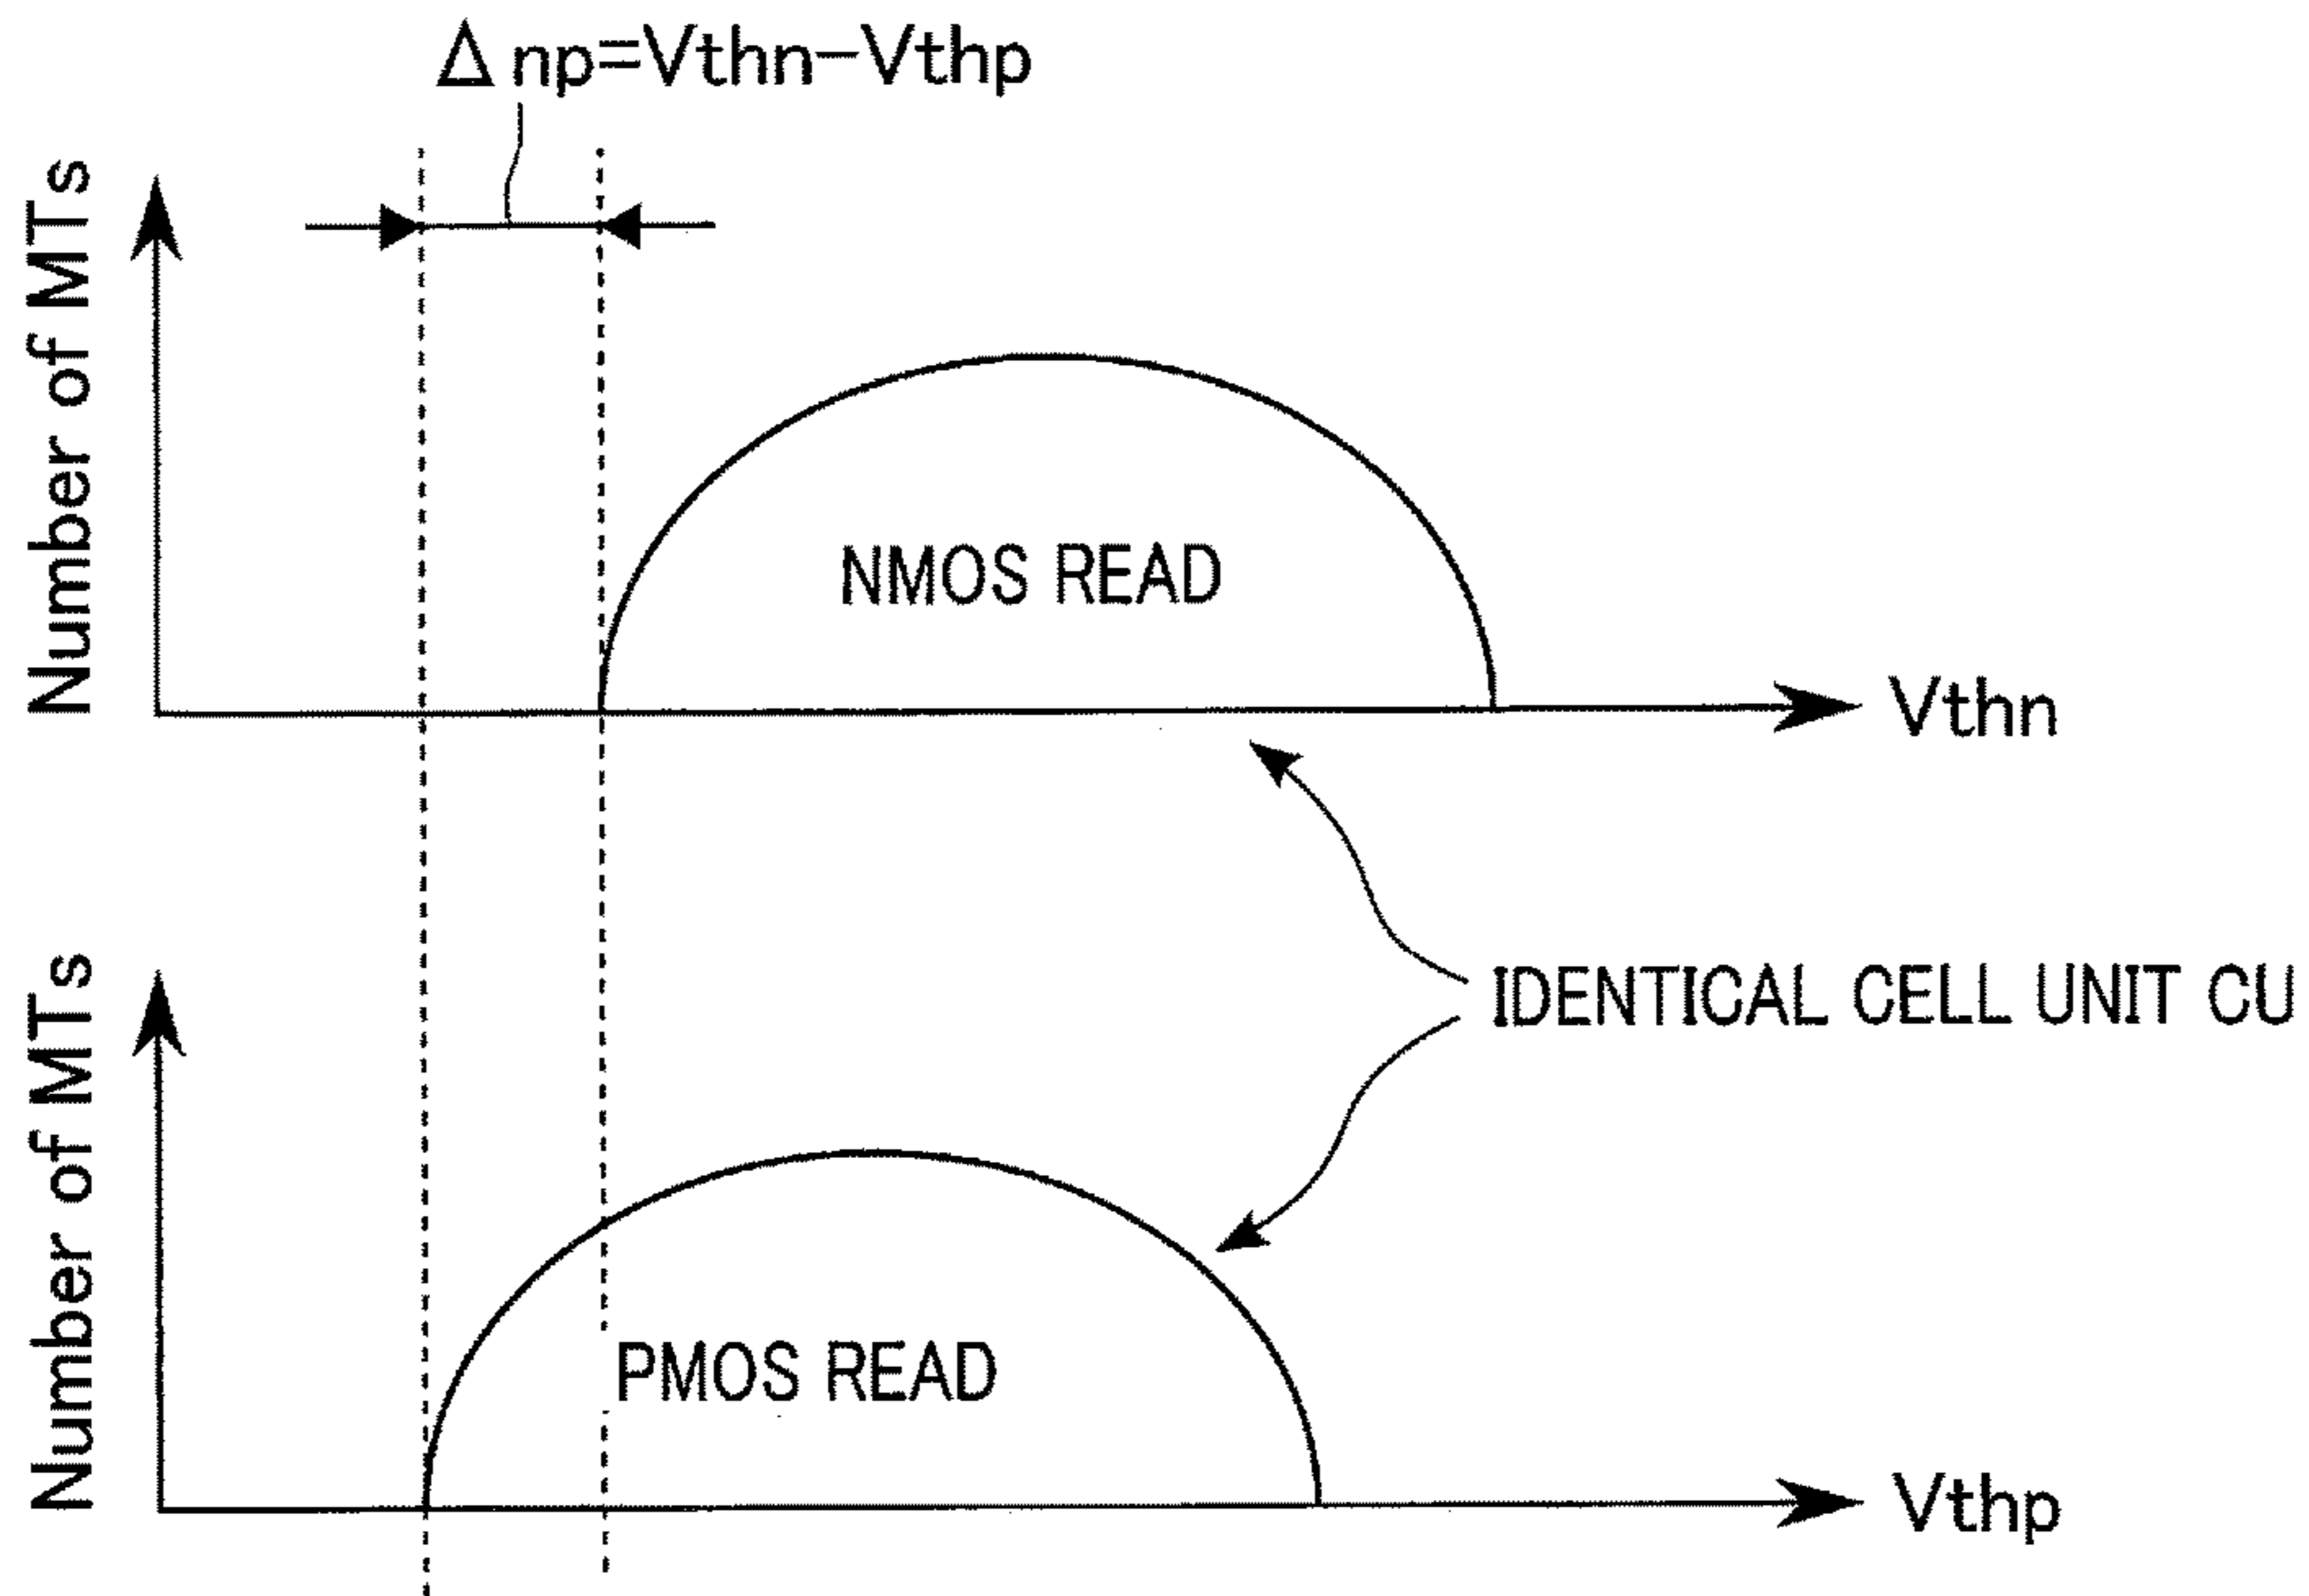 Δnp=Vthn-Vthp
Number of MTs
NMOS READ
Vthn
IDENTICAL CELL UNIT CU
Number of MTs
PMOS READ
Vthp